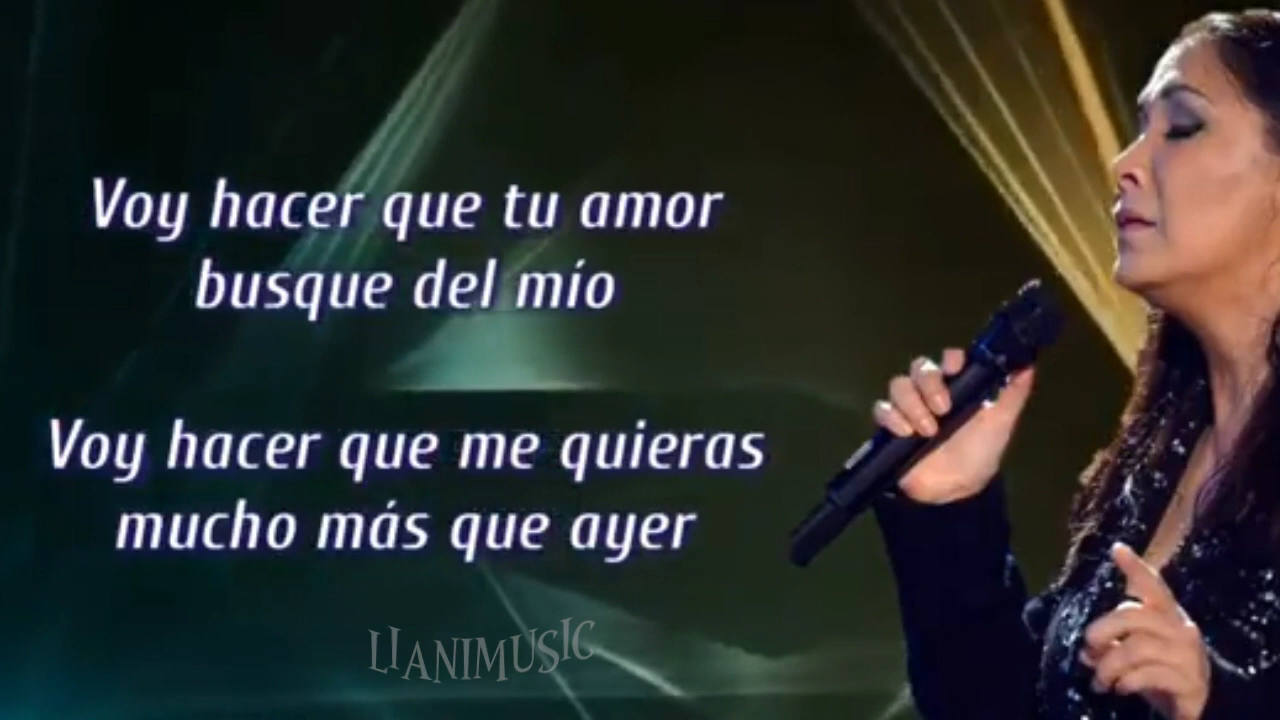 Voy hacer que tu amor
busque del mío
Voy hacer que me quieras
mucho más que ayer
LIANIMUSIC